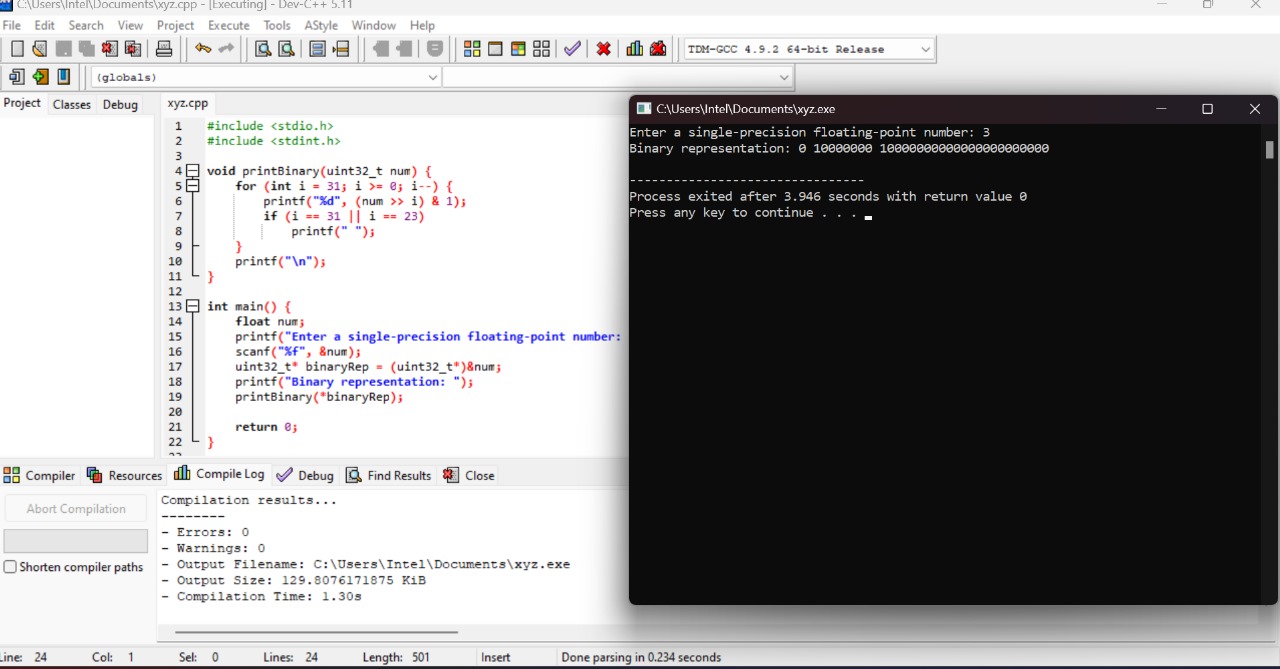 C:\Users\Intel\Documents\xyz.cpp - [Executing] - Dev-C++ 5.11
File Edit Search View Project Execute Tools AStyle Window Help
TDM-GCC 4.9.2 64-bit Release
(globals)
Project Classes Debug xyz.cpp
1 #include <stdio.h>
2 #include <stdint.h>
3
4 void printBinary(uint32_t num) {
5 for (int i = 31; i >= 0; i--) {
6 printf("%d", (num >> i) & 1);
7 if (i == 31 || i == 23)
8 printf(" ");
9 }
10 printf("\n");
11 }
12
13 int main() {
14 float num;
15 printf("Enter a single-precision floating-point number:
16 scanf("%f", &num);
17 uint32_t* binaryRep = (uint32_t*)&num;
18 printf("Binary representation: ");
19 printBinary(*binaryRep);
20
21 return 0;
22 }
C:\Users\Intel\Documents\xyz.exe
Enter a single-precision floating-point number: 3
Binary representation: 0 10000000 10000000000000000000000
--------------------------------
Process exited after 3.946 seconds with return value 0
Press any key to continue . . .
Compiler Resources Compile Log Debug Find Results Close
Abort Compilation
Shorten compiler paths
Compilation results...
--------
- Errors: 0
- Warnings: 0
- Output Filename: C:\Users\Intel\Documents\xyz.exe
- Output Size: 129.8076171875 KiB
- Compilation Time: 1.30s
Line: 24 Col: 1 Sel: 0 Lines: 24 Length: 501 Insert Done parsing in 0.234 seconds